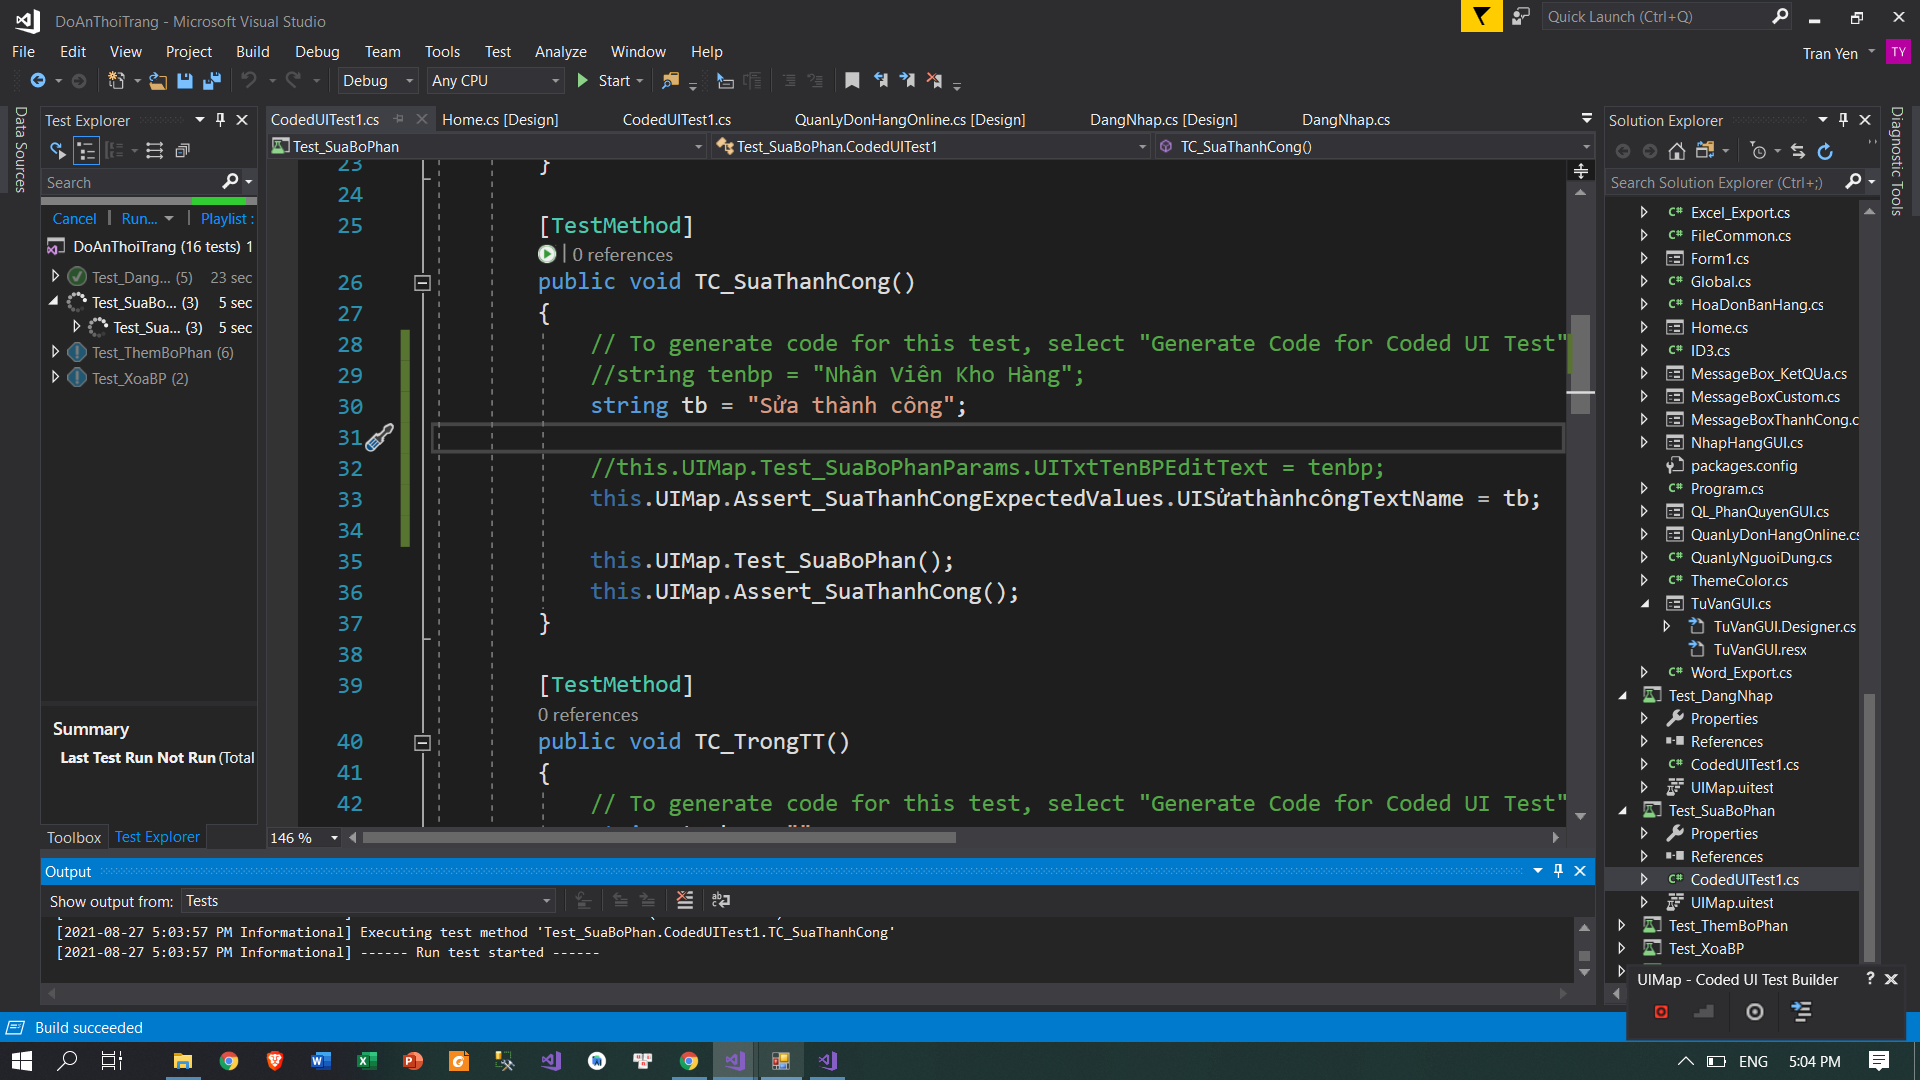 DoAnThoiTrang - Microsoft Visual Studio
Quick Launch (Ctrl+Q)
File Edit View Project Build Debug Team Tools Test Analyze Window Help
Tran Yen TY
Debug Any CPU Start
Data Sources
Test Explorer
Search
Cancel Run... Playlist :
DoAnThoiTrang (16 tests) 1
Test_Dang... (5) 23 sec
Test_SuaBo... (3) 5 sec
Test_Sua... (3) 5 sec
Test_ThemBoPhan (6)
Test_XoaBP (2)
Summary
Last Test Run Not Run (Total
Toolbox Test Explorer
CodedUITest1.cs Home.cs [Design] CodedUITest1.cs QuanLyDonHangOnline.cs [Design] DangNhap.cs [Design] DangNhap.cs
Test_SuaBoPhan Test_SuaBoPhan.CodedUITest1 TC_SuaThanhCong()
23 }
24
25 [TestMethod]
| 0 references
26 public void TC_SuaThanhCong()
27 {
28 // To generate code for this test, select "Generate Code for Coded UI Test"
29 //string tenbp = "Nhân Viên Kho Hàng";
30 string tb = "Sửa thành công";
31
32 //this.UIMap.Test_SuaBoPhanParams.UITxtTenBPEditText = tenbp;
33 this.UIMap.Assert_SuaThanhCongExpectedValues.UISửathànhcôngTextName = tb;
34
35 this.UIMap.Test_SuaBoPhan();
36 this.UIMap.Assert_SuaThanhCong();
37 }
38
39 [TestMethod]
0 references
40 public void TC_TrongTT()
41 {
42 // To generate code for this test, select "Generate Code for Coded UI Test"
146 %
Output
Show output from: Tests
[2021-08-27 5:03:57 PM Informational] Executing test method 'Test_SuaBoPhan.CodedUITest1.TC_SuaThanhCong'
[2021-08-27 5:03:57 PM Informational] ------ Run test started ------
Solution Explorer
Search Solution Explorer (Ctrl+;)
Excel_Export.cs
FileCommon.cs
Form1.cs
Global.cs
HoaDonBanHang.cs
Home.cs
ID3.cs
MessageBox_KetQUa.cs
MessageBoxCustom.cs
MessageBoxThanhCong.c
NhapHangGUI.cs
packages.config
Program.cs
QL_PhanQuyenGUI.cs
QuanLyDonHangOnline.cs
QuanLyNguoiDung.cs
ThemeColor.cs
TuVanGUI.cs
TuVanGUI.Designer.cs
TuVanGUI.resx
Word_Export.cs
Test_DangNhap
Properties
References
CodedUITest1.cs
UIMap.uitest
Test_SuaBoPhan
Properties
References
CodedUITest1.cs
UIMap.uitest
Test_ThemBoPhan
Test_XoaBP
Diagnostic Tools
UIMap - Coded UI Test Builder ?
Build succeeded
ENG 5:04 PM